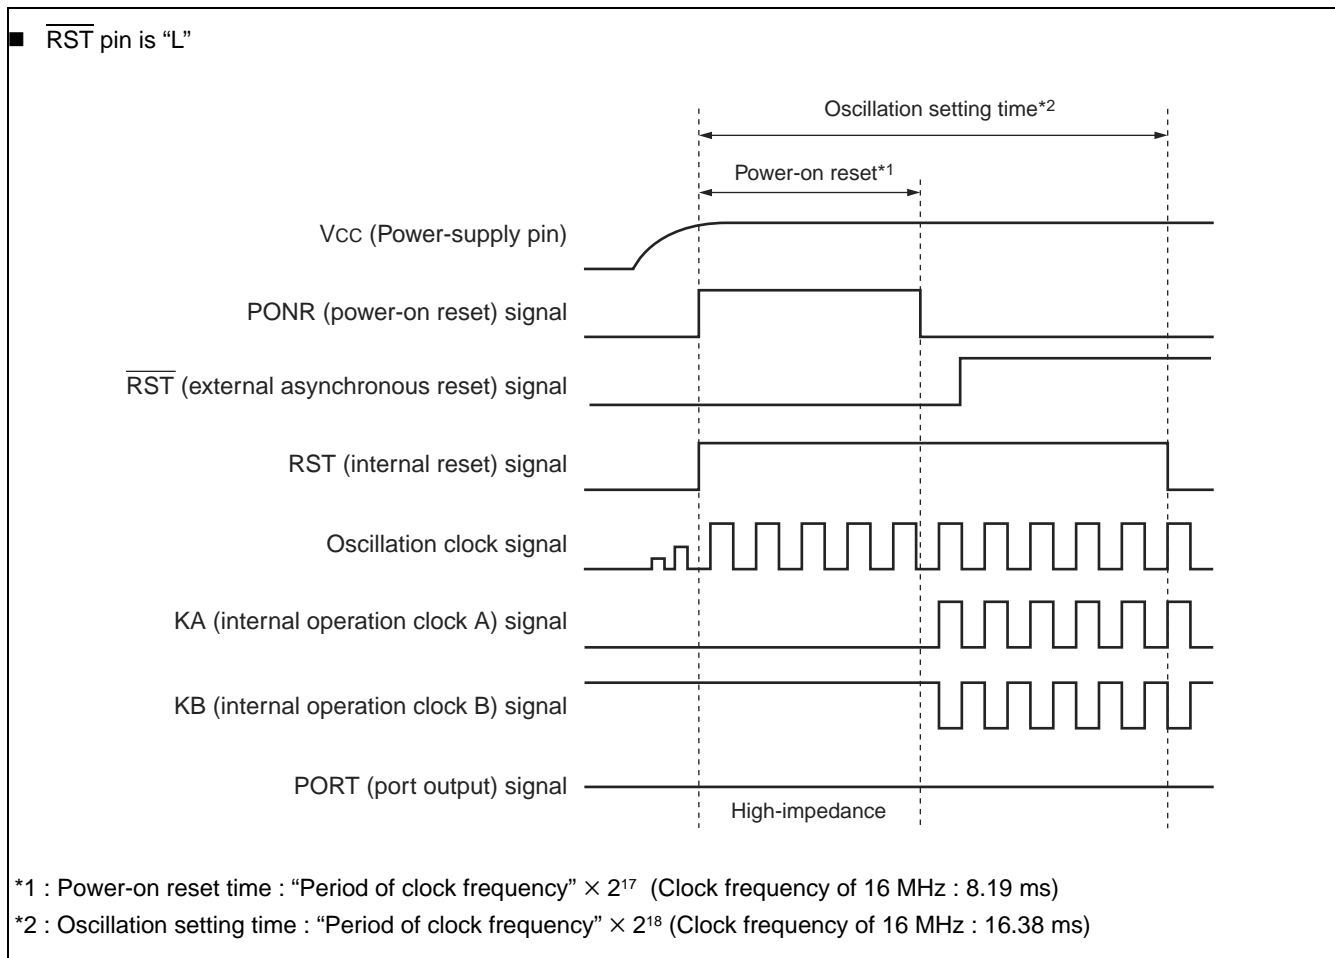 ■ RST pin is “L”
Oscillation setting time*2
Power-on reset*1
Vcc (Power-supply pin)
PONR (power-on reset) signal
RST (external asynchronous reset) signal
RST (internal reset) signal
Oscillation clock signal
KA (internal operation clock A) signal
KB (internal operation clock B) signal
PORT (port output) signal
High-impedance
*1 : Power-on reset time : “Period of clock frequency” × 2¹⁷ (Clock frequency of 16 MHz : 8.19 ms)
*2 : Oscillation setting time : “Period of clock frequency” × 2¹⁸ (Clock frequency of 16 MHz : 16.38 ms)